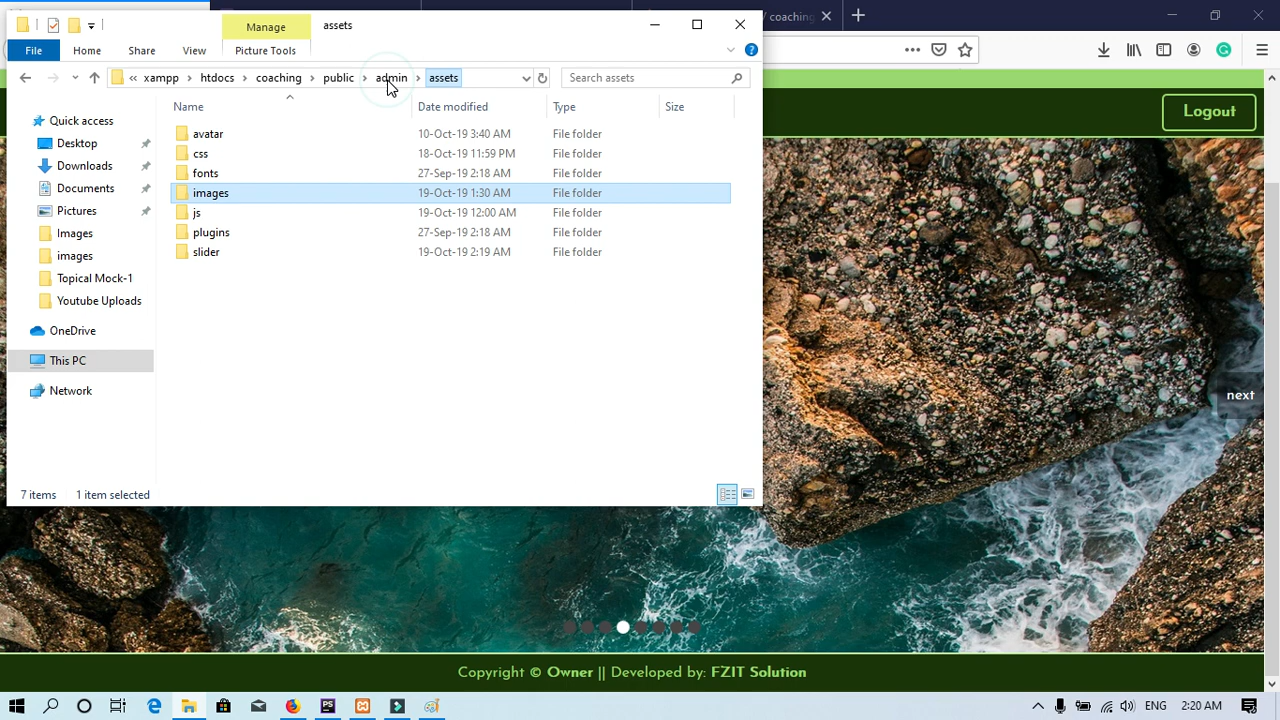 Manage
assets
/ coaching
File
Home
Share
View
Picture Tools
« xampp > htdocs > coaching > public > admin > assets
Search assets
Name
Date modified
Type
Size
Logout
avatar 10-Oct-19 3:40 AM File folder
css 18-Oct-19 11:59 PM File folder
fonts 27-Sep-19 2:18 AM File folder
images 19-Oct-19 1:30 AM File folder
js 19-Oct-19 12:00 AM File folder
plugins 27-Sep-19 2:18 AM File folder
slider 19-Oct-19 2:19 AM File folder
Quick access
Desktop
Downloads
Documents
Pictures
Images
images
Topical Mock-1
Youtube Uploads
OneDrive
This PC
Network
7 items
1 item selected
next
Copyright © Owner || Developed by: FZIT Solution
PS
ENG
2:20 AM